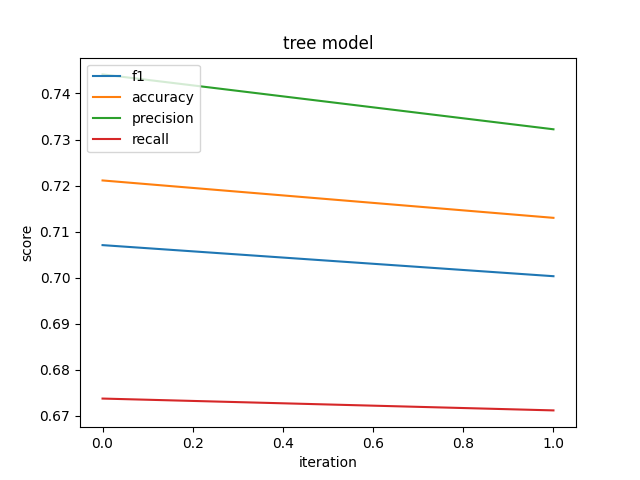 tree model
f1
accuracy
precision
recall
0.74
0.73
0.72
0.71
0.70
0.69
0.68
0.67
score
0.0 0.2 0.4 0.6 0.8 1.0
iteration